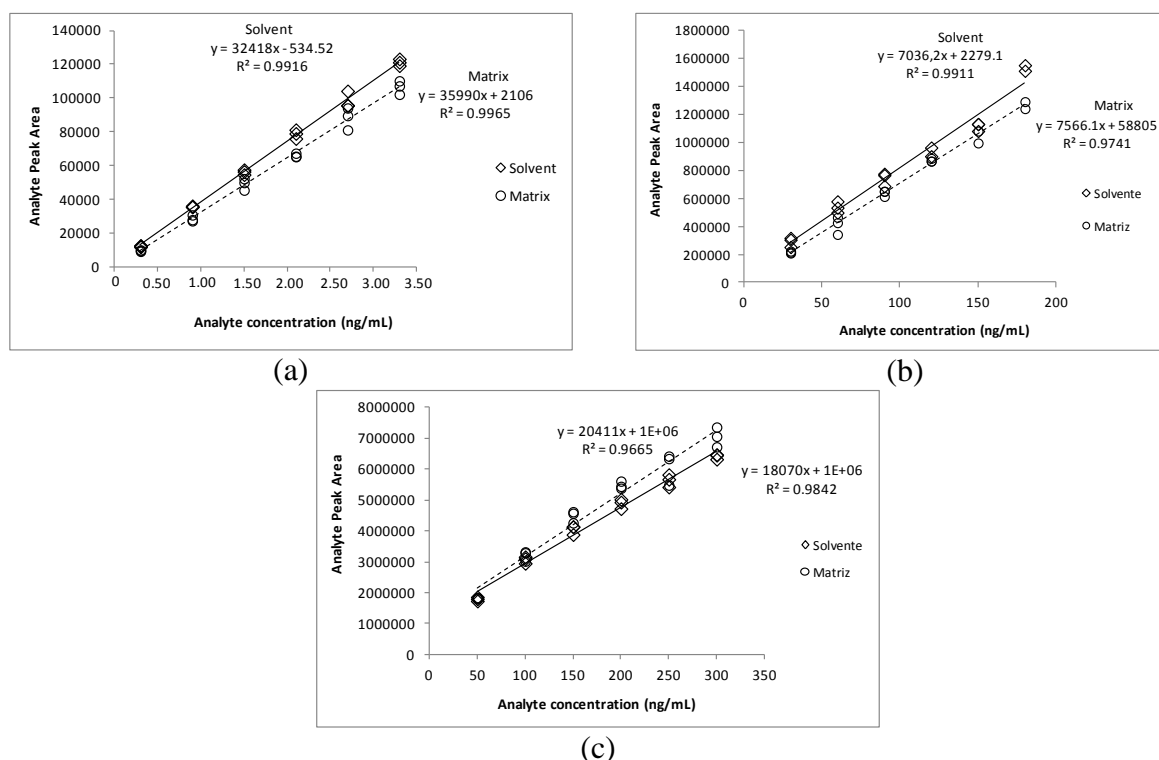 Solvent
y = 32418x - 534.52
R² = 0.9916
Matrix
y = 35990x + 2106
R² = 0.9965
Solvent
Matrix
140000
120000
100000
80000
60000
40000
20000
0
0 0.50 1.00 1.50 2.00 2.50 3.00 3.50
Analyte Peak Area
Analyte concentration (ng/mL)
(a)
Solvent
y = 7036,2x + 2279.1
R² = 0.9911
Matrix
y = 7566.1x + 58805
R² = 0.9741
Solvente
Matriz
1800000
1600000
1400000
1200000
1000000
800000
600000
400000
200000
0
0 50 100 150 200
Analyte Peak Area
Analyte concentration (ng/mL)
(b)
y = 20411x + 1E+06
R² = 0.9665
y = 18070x + 1E+06
R² = 0.9842
Solvente
Matriz
8000000
7000000
6000000
5000000
4000000
3000000
2000000
1000000
0
0 50 100 150 200 250 300 350
Analyte Peak Area
Analyte concentration (ng/mL)
(c)